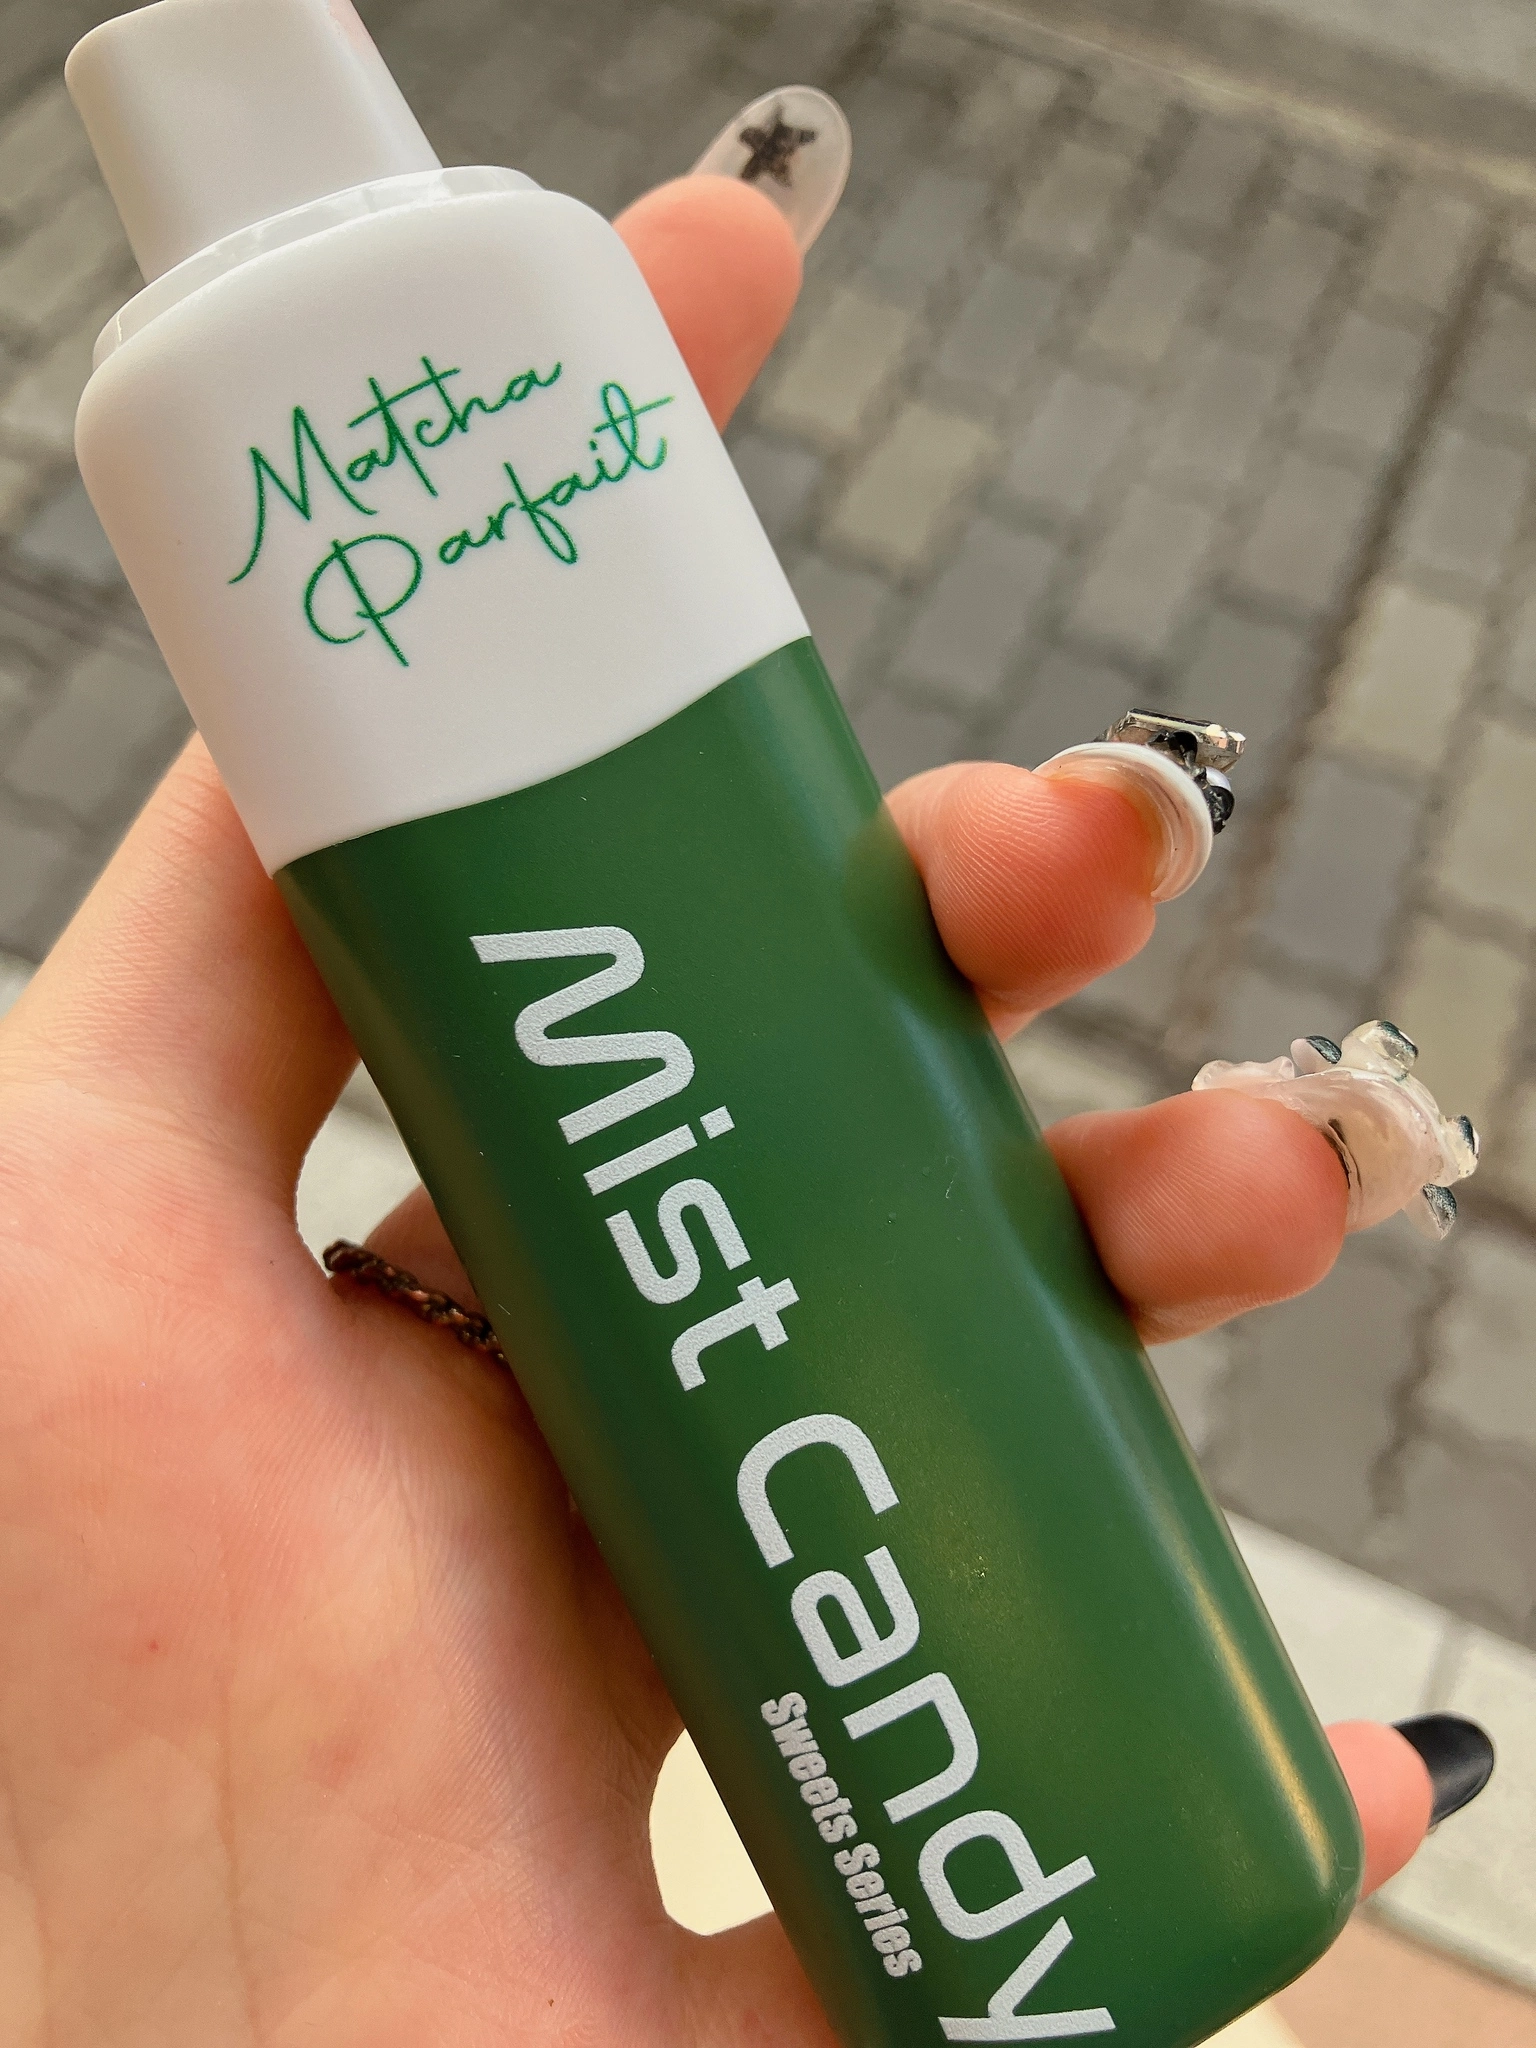 Matcha
Parfait
Mist Candy
Sweets Series